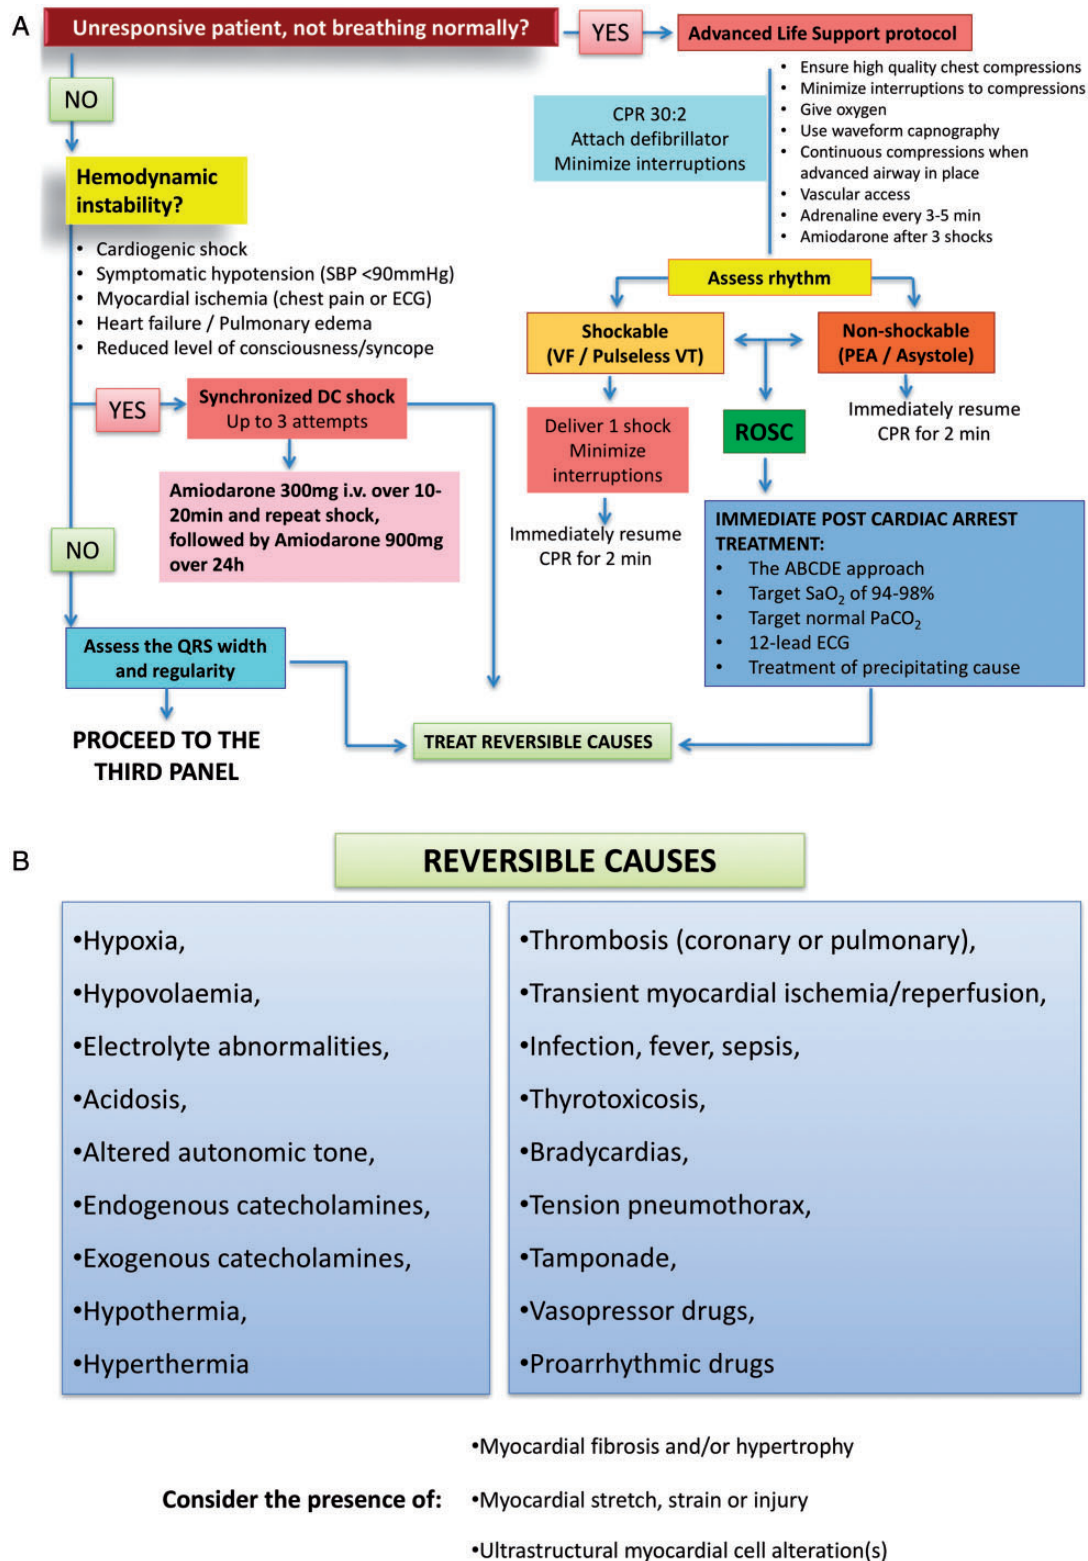 A
Unresponsive patient, not breathing normally?
YES
Advanced Life Support protocol
• Ensure high quality chest compressions
• Minimize interruptions to compressions
• Give oxygen
• Use waveform capnography
• Continuous compressions when
advanced airway in place
• Vascular access
• Adrenaline every 3-5 min
• Amiodarone after 3 shocks
CPR 30:2
Attach defibrillator
Minimize interruptions
NO
Hemodynamic
instability?
• Cardiogenic shock
• Symptomatic hypotension (SBP <90mmHg)
• Myocardial ischemia (chest pain or ECG)
• Heart failure / Pulmonary edema
• Reduced level of consciousness/syncope
Assess rhythm
Shockable
(VF / Pulseless VT)
Non-shockable
(PEA / Asystole)
YES
Synchronized DC shock
Up to 3 attempts
Deliver 1 shock
Minimize
interruptions
ROSC
Immediately resume
CPR for 2 min
Amiodarone 300mg i.v. over 10-
20min and repeat shock,
followed by Amiodarone 900mg
over 24h
Immediately resume
CPR for 2 min
NO
IMMEDIATE POST CARDIAC ARREST
TREATMENT:
• The ABCDE approach
• Target SaO2 of 94-98%
• Target normal PaCO2
• 12-lead ECG
• Treatment of precipitating cause
Assess the QRS width
and regularity
PROCEED TO THE
THIRD PANEL
TREAT REVERSIBLE CAUSES
B
REVERSIBLE CAUSES
•Hypoxia,
•Hypovolaemia,
•Electrolyte abnormalities,
•Acidosis,
•Altered autonomic tone,
•Endogenous catecholamines,
•Exogenous catecholamines,
•Hypothermia,
•Hyperthermia
•Thrombosis (coronary or pulmonary),
•Transient myocardial ischemia/reperfusion,
•Infection, fever, sepsis,
•Thyrotoxicosis,
•Bradycardias,
•Tension pneumothorax,
•Tamponade,
•Vasopressor drugs,
•Proarrhythmic drugs
Consider the presence of:
•Myocardial fibrosis and/or hypertrophy
•Myocardial stretch, strain or injury
•Ultrastructural myocardial cell alteration(s)